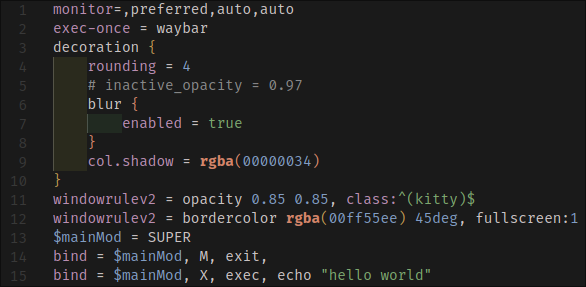 1 monitor=,preferred,auto,auto
2 exec-once = waybar
3 decoration {
4 rounding = 4
5 # inactive_opacity = 0.97
6 blur {
7 enabled = true
8 }
9 col.shadow = rgba(00000034)
10 }
11 windowrulev2 = opacity 0.85 0.85, class:^(kitty)$
12 windowrulev2 = bordercolor rgba(00ff55ee) 45deg, fullscreen:1
13 $mainMod = SUPER
14 bind = $mainMod, M, exit,
15 bind = $mainMod, X, exec, echo "hello world"